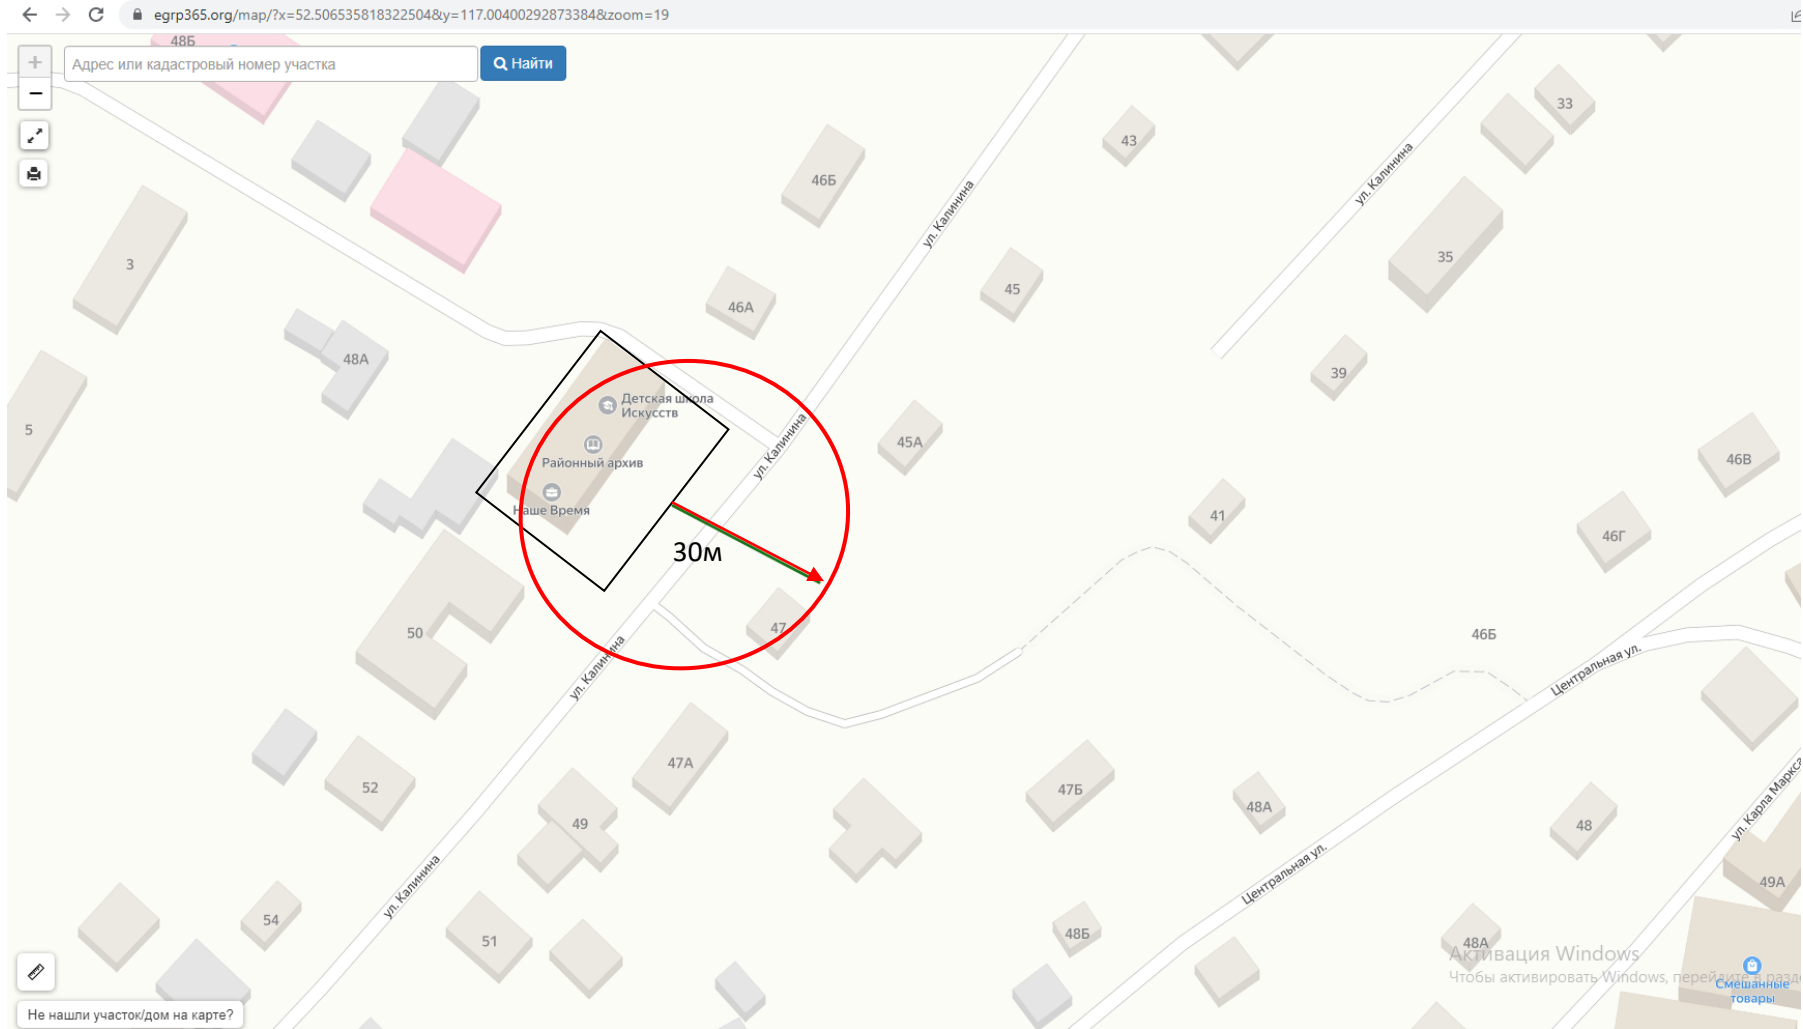 egrp365.org/map/?x=52.50653581832250​4&y=117.00400292873384&zoom=19
48Б
+
Адрес или кадастровый номер участка
Найти
−
33
43
ул. Калинина
46Б
3
ул. Калинина
35
45
46А
48А
39
Детская школа
Искусств
5
ул. Калинина
45А
Районный архив
46В
Наше Время
41
46Г
30м
47
50
46Б
ул. Калинина
Центральная ул.
47А
52
47Б
48А
ул. Карла Маркса
49
48
Центральная ул.
49А
ул. Калинина
54
51
48Б
48А
Активация Windows
Чтобы активировать Windows, перейдите в разд
Смешанные
товары
Не нашли участок/дом на карте?